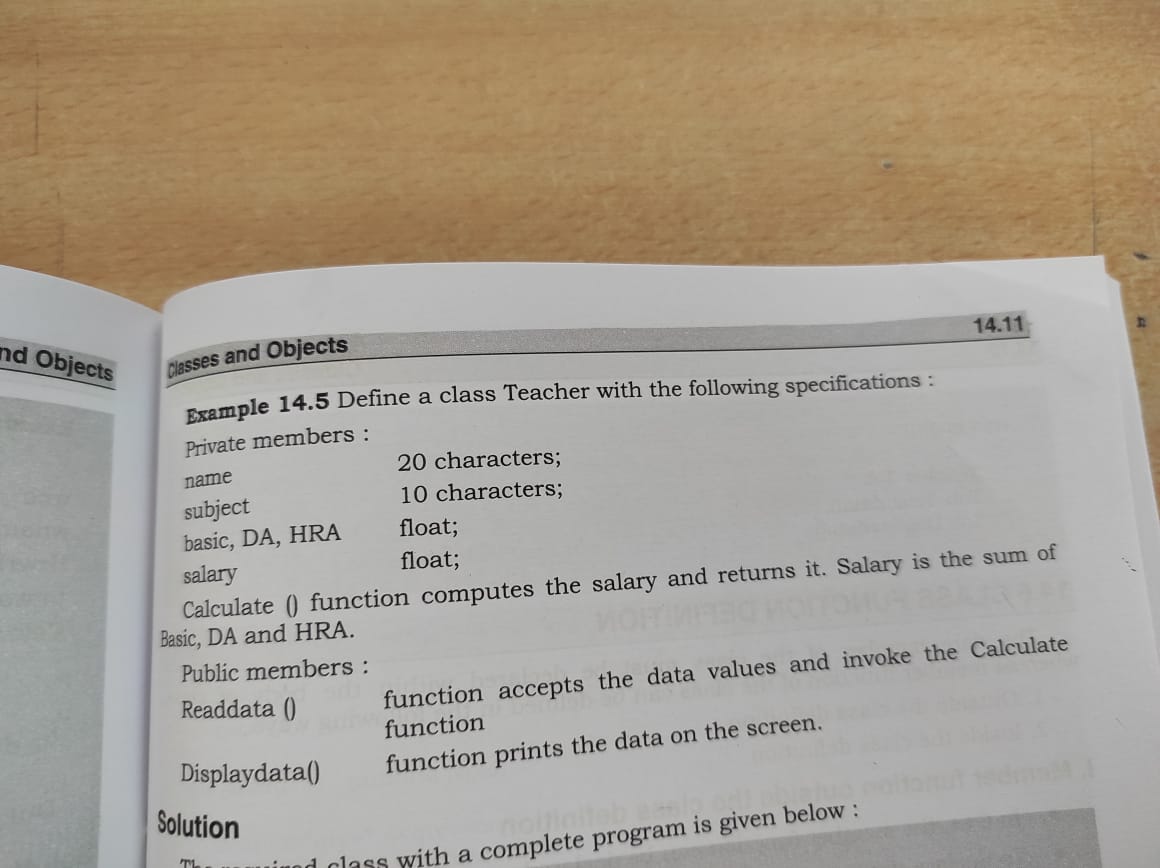 nd Objects
Classes and Objects 14.11
Example 14.5 Define a class Teacher with the following specifications :
Private members :
name 20 characters;
subject 10 characters;
basic, DA, HRA float;
salary float;
Calculate () function computes the salary and returns it. Salary is the sum of
Basic, DA and HRA.
Public members :
Readdata () function accepts the data values and invoke the Calculate
function
Displaydata() function prints the data on the screen.
Solution
class with a complete program is given below :